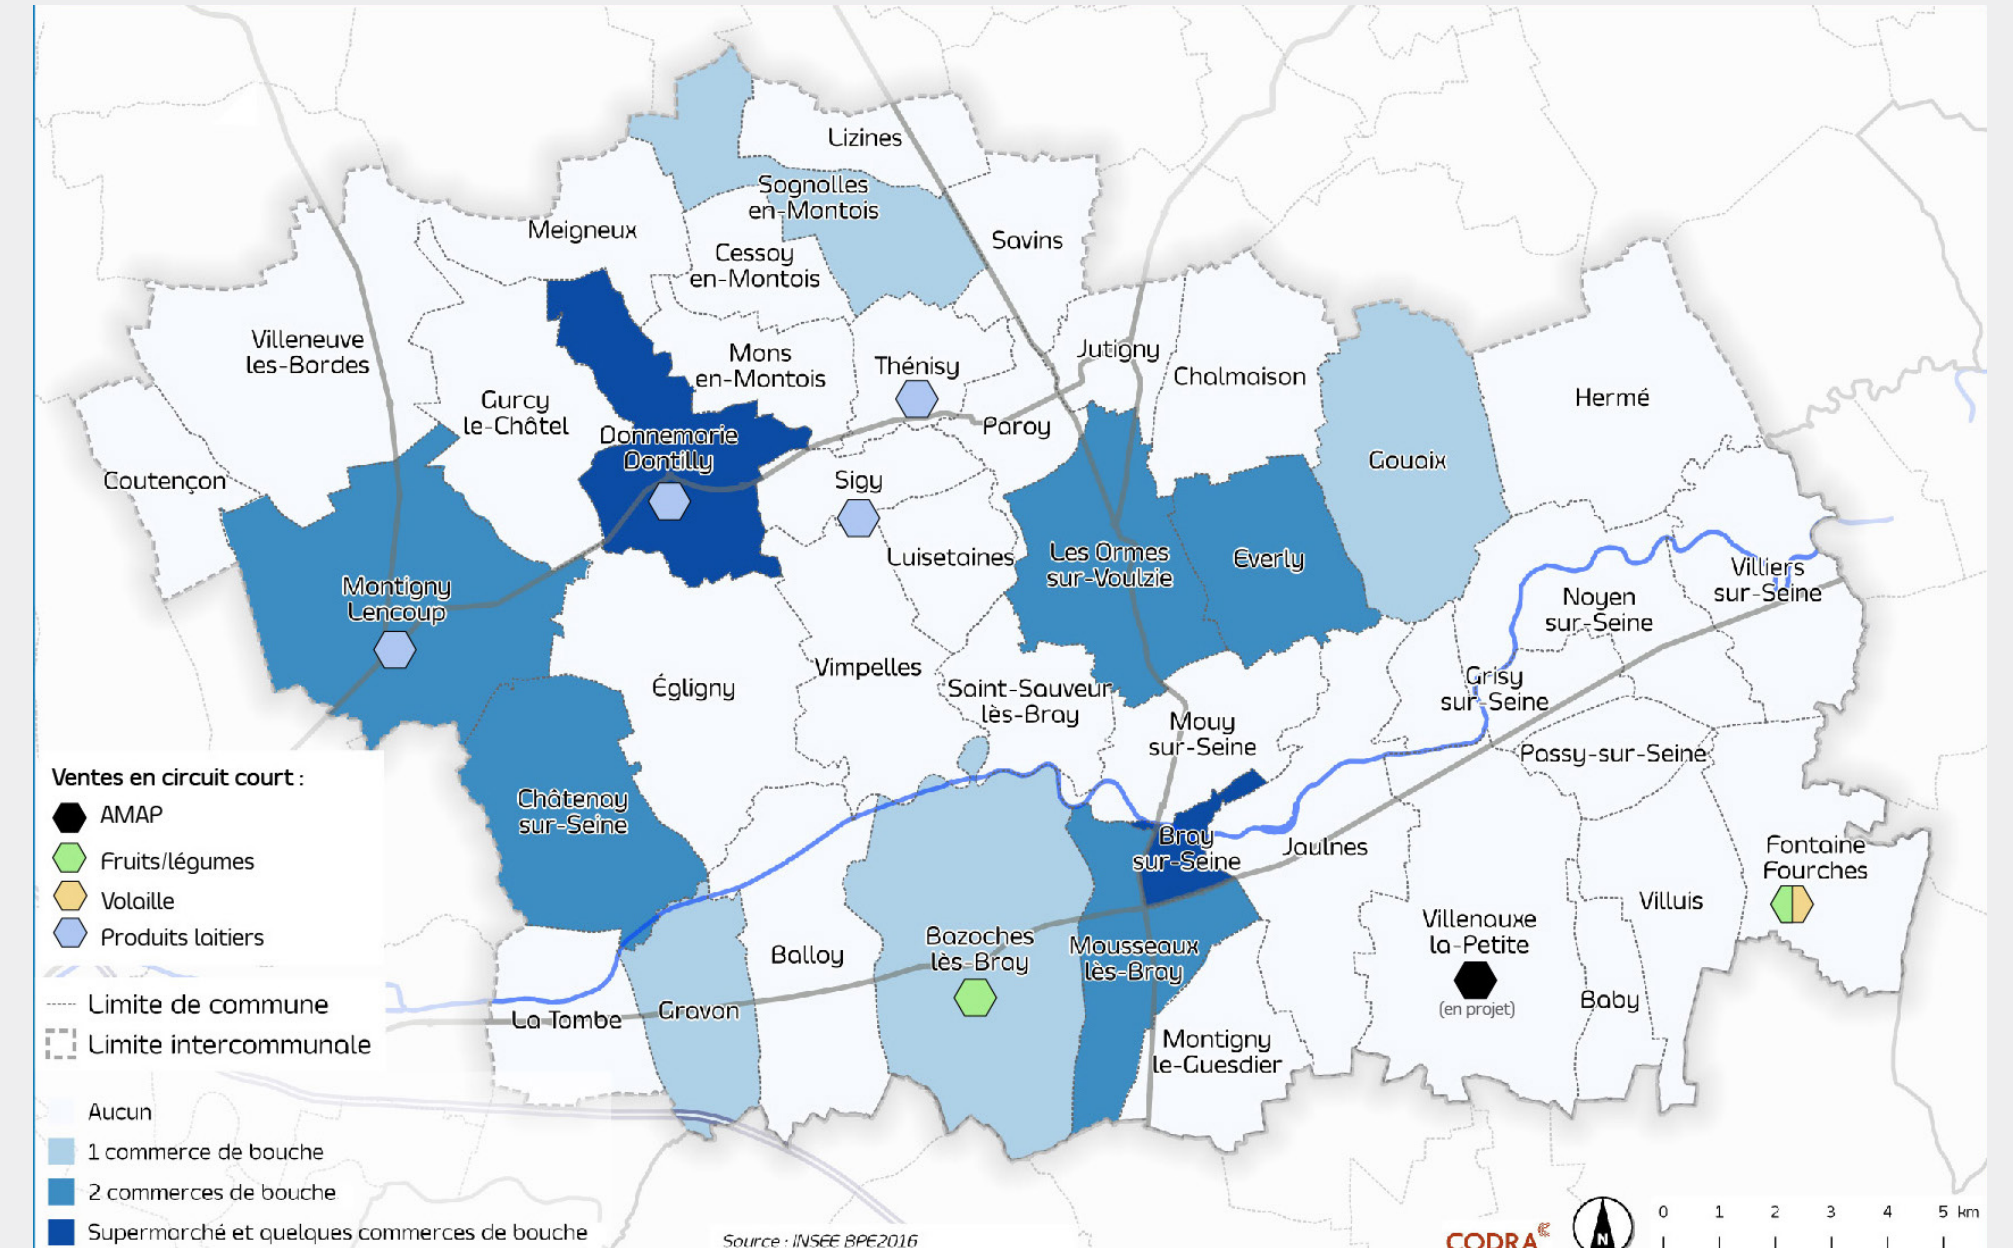 Lizines
Sognolles
en-Montois
Meigneux
Savins
Cessoy
en-Montois
Villeneuve
les-Bordes
Mons
en-Montois
Thénisy
Jutigny
Chalmaison
Hermé
Gurcy
le-Châtel
Paroy
Donnemarie
Dontilly
Gouaix
Coutençon
Sigy
Luisetaines
Les Ormes
sur-Voulzie
Everly
Villiers
sur-Seine
Montigny
Lencoup
Noyen
sur-Seine
Vimpelles
Égligny
Saint-Sauveur
lès-Bray
Grisy
sur-Seine
Mouy
sur-Seine
Passy-sur-Seine
Châtenay
sur-Seine
Bray
sur-Seine
Jaulnes
Fontaine
Fourches
Villuis
Villenauxe
la-Petite
(en projet)
Bazoches
lès-Bray
Mousseaux
lès-Bray
Balloy
Baby
Gravon
La Tombe
Montigny
le-Guesdier
Ventes en circuit court :
AMAP
Fruits/légumes
Volaille
Produits laitiers
Limite de commune
Limite intercommunale
Aucun
1 commerce de bouche
2 commerces de bouche
Supermarché et quelques commerces de bouche
Source : INSEE BPE2016
CODRA
N
0 1 2 3 4 5 km